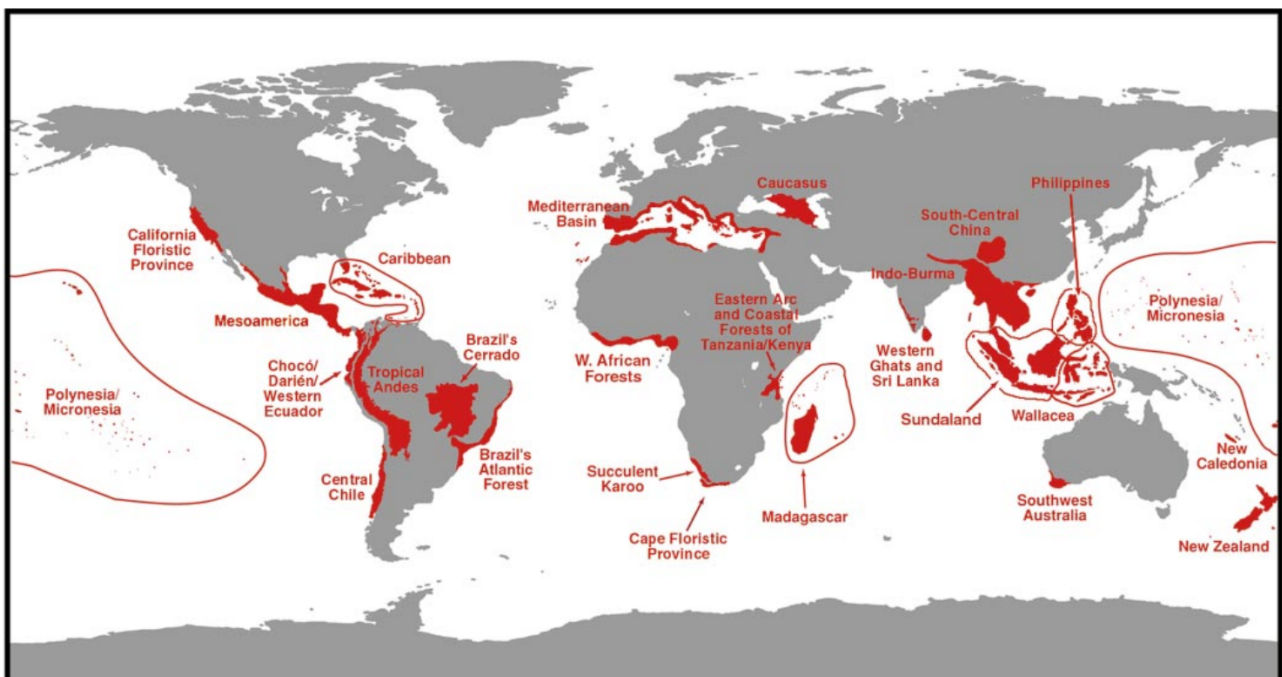 California
Floristic
Province
Polynesia/
Micronesia
Mesoamerica
Caribbean
Chocó/
Darién/
Western
Ecuador
Tropical
Andes
Brazil's
Cerrado
Brazil's
Atlantic
Forest
Central
Chile
Mediterranean
Basin
Caucasus
W. African
Forests
Eastern Arc
and Coastal
Forests of
Tanzania/Kenya
Succulent
Karoo
Cape Floristic
Province
Madagascar
Philippines
South-Central
China
Indo-Burma
Western
Ghats and
Sri Lanka
Sundaland
Wallacea
Polynesia/
Micronesia
New
Caledonia
Southwest
Australia
New Zealand